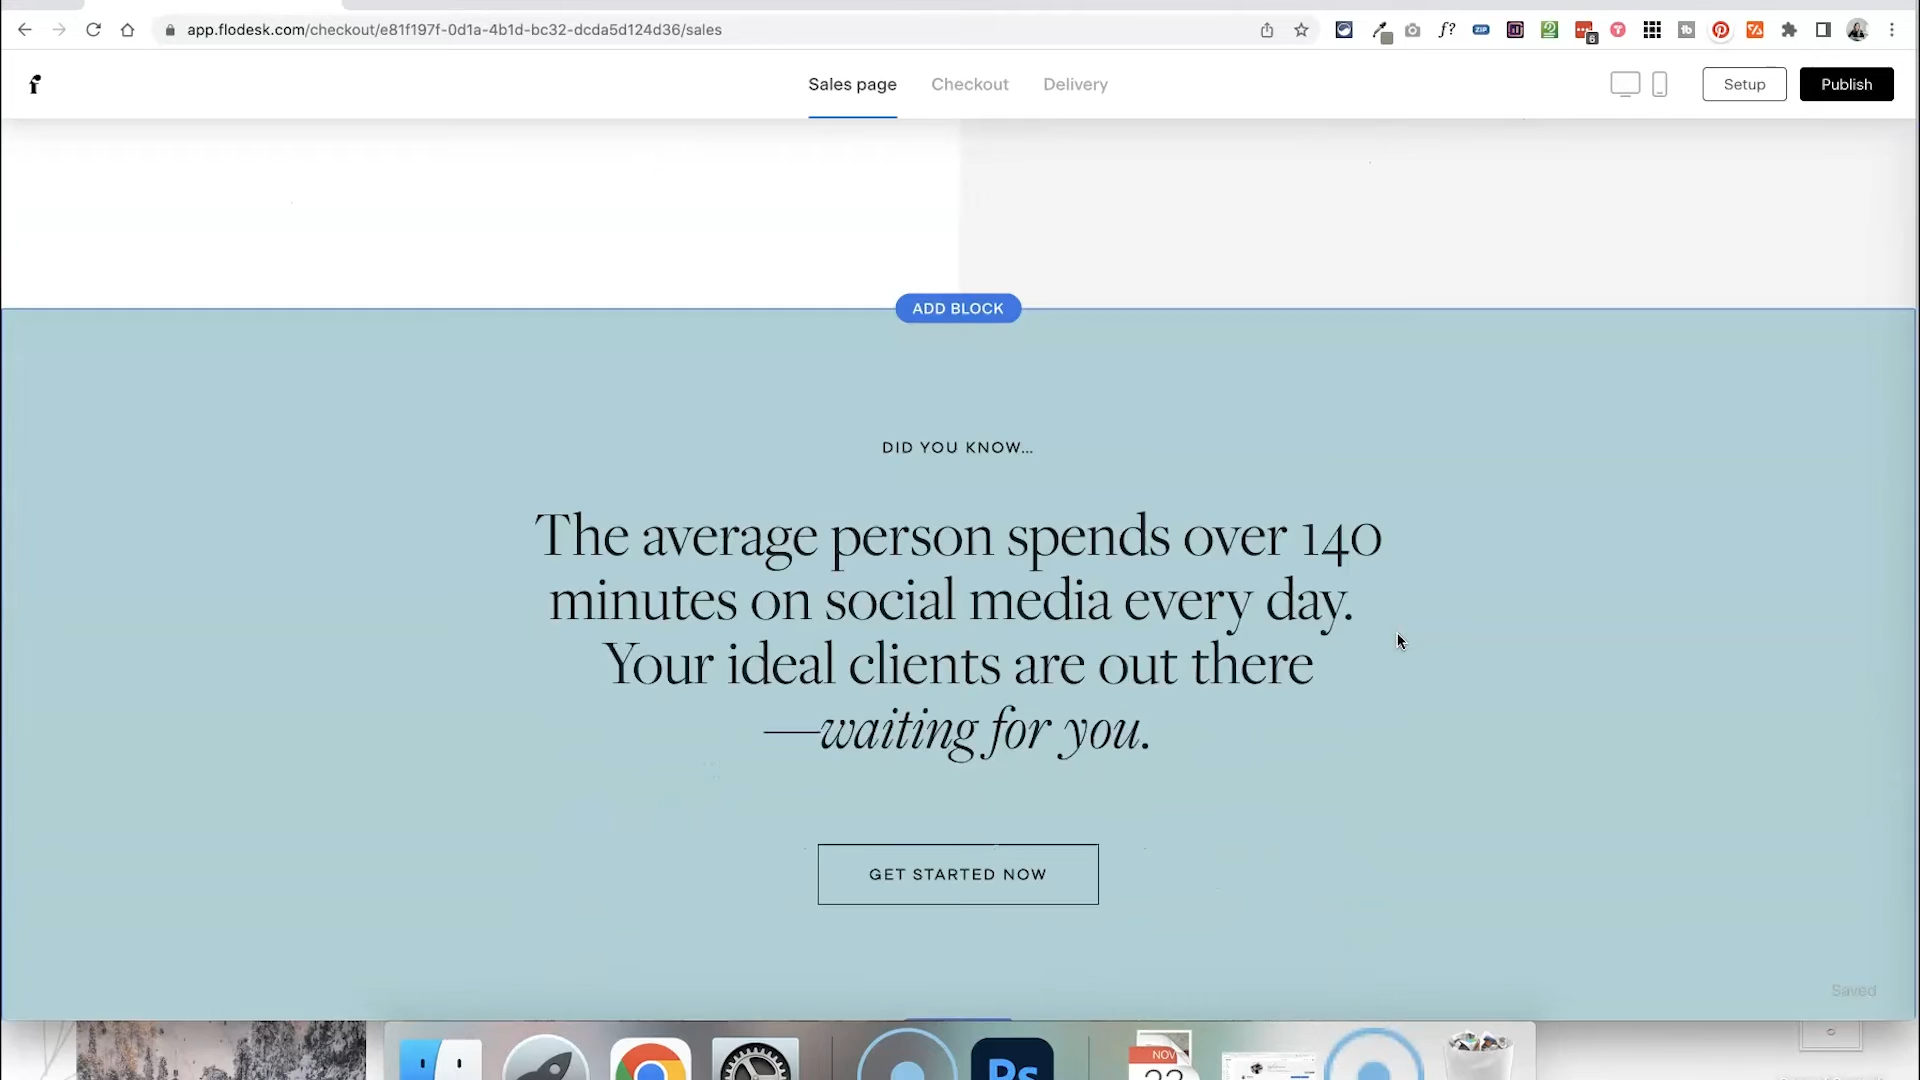 app.flodesk.com/checkout/e81f197f-0d1a-4b1d-bc32-dcda5d124d36/sales
f?
ZIP
6
T
Sales page
Checkout
Delivery
Setup
Publish
ADD BLOCK
DID YOU KNOW...
The average person spends over 140
minutes on social media every day.
Your ideal clients are out there
—waiting for you.
GET STARTED NOW
Saved
Ps
NOV